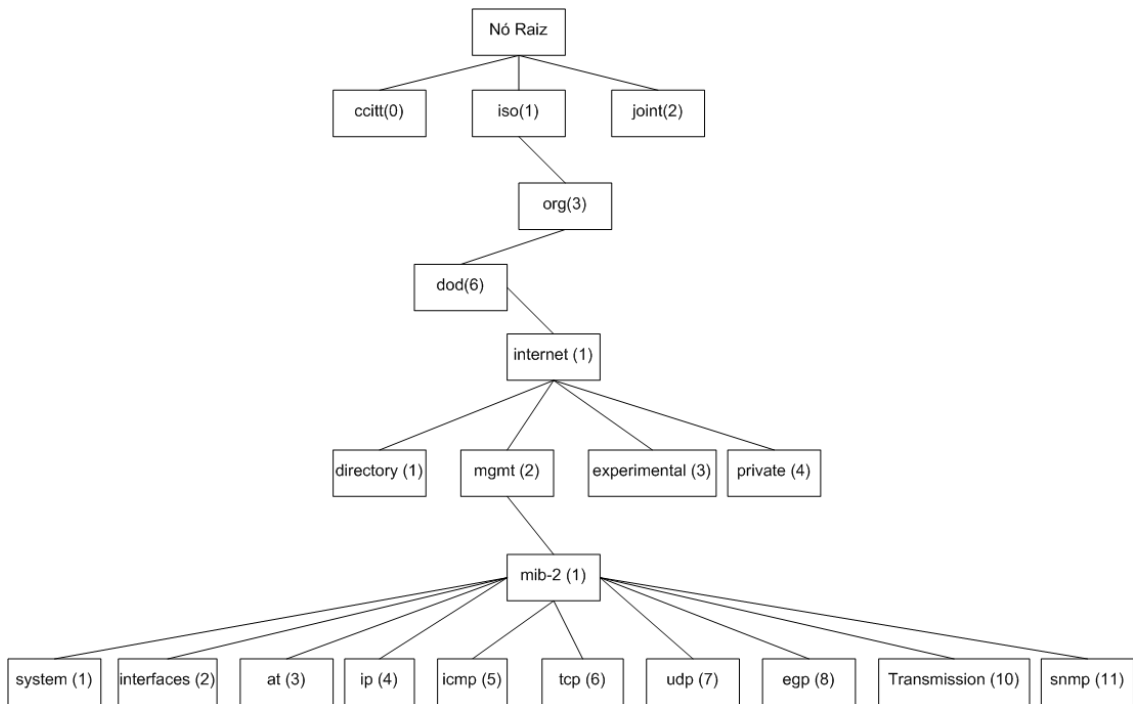 Nó Raiz
ccitt(0)
iso(1)
joint(2)
org(3)
dod(6)
internet (1)
directory (1)
mgmt (2)
experimental (3)
private (4)
mib-2 (1)
system (1)
interfaces (2)
at (3)
ip (4)
icmp (5)
tcp (6)
udp (7)
egp (8)
Transmission (10)
snmp (11)